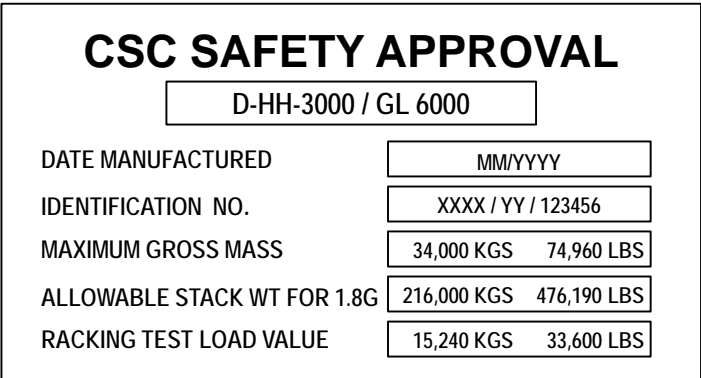 CSC SAFETY APPROVAL
D-HH-3000 / GL 6000
DATE MANUFACTURED MM/YYYY
IDENTIFICATION NO. XXXX / YY / 123456
MAXIMUM GROSS MASS 34,000 KGS 74,960 LBS
ALLOWABLE STACK WT FOR 1.8G 216,000 KGS 476,190 LBS
RACKING TEST LOAD VALUE 15,240 KGS 33,600 LBS